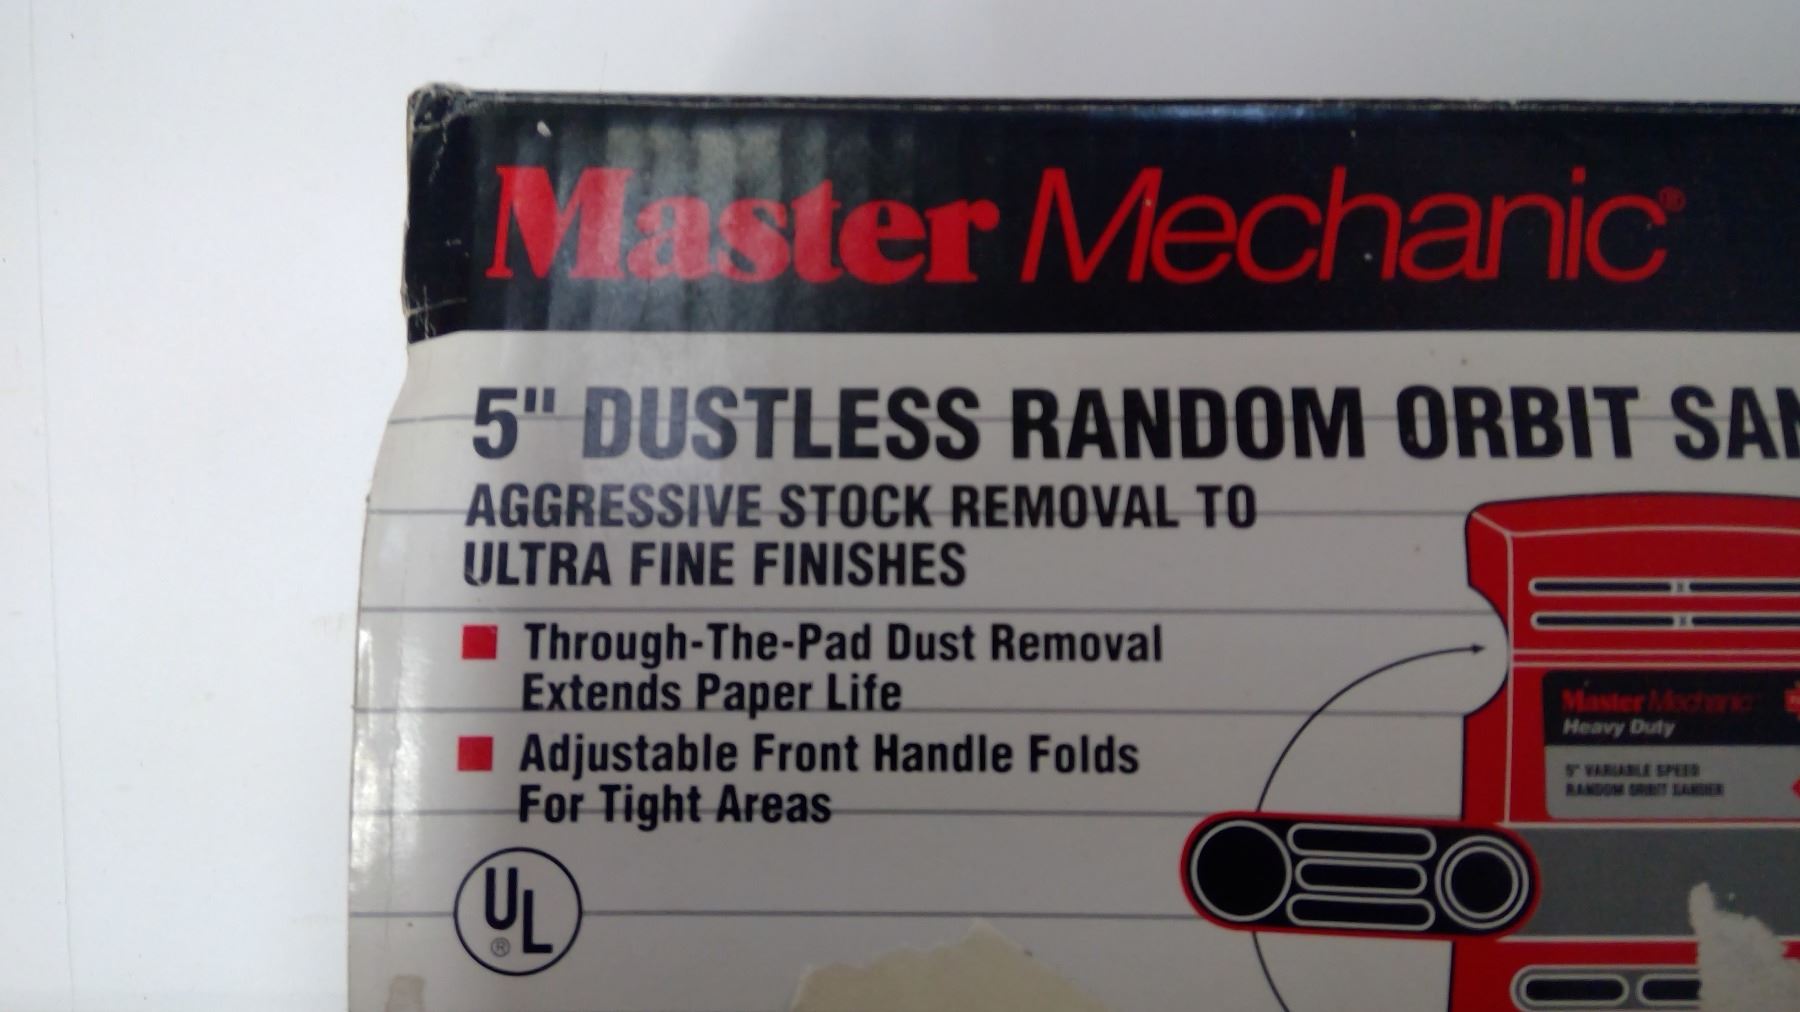 Master Mechanic®
5" DUSTLESS RANDOM ORBIT SAN
AGGRESSIVE STOCK REMOVAL TO
ULTRA FINE FINISHES
Through-The-Pad Dust Removal
Extends Paper Life
Adjustable Front Handle Folds
For Tight Areas
Master Mechanic
Heavy Duty
5" VARIABLE SPEED
RANDOM ORBIT SANDER
UL
®